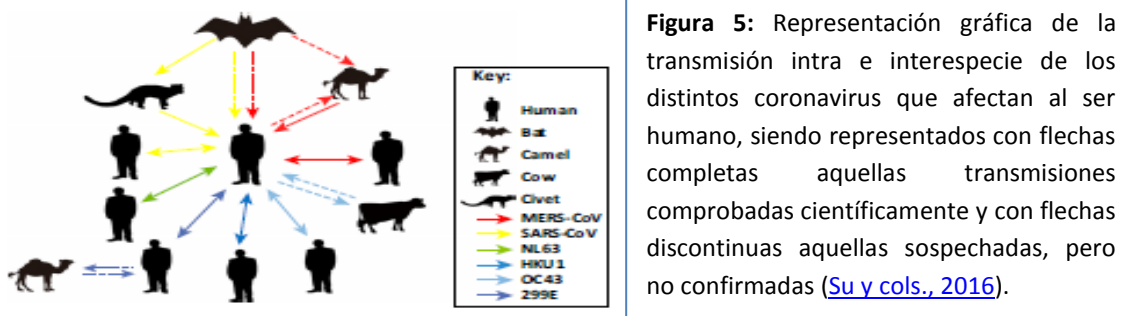 Key:
Human
Bat
Camel
Cow
Civet
MERS-CoV
SARS-CoV
NL63
HKU1
OC43
299E
Figura 5: Representación gráfica de la
transmisión intra e interespecie de los
distintos coronavirus que afectan al ser
humano, siendo representados con flechas
completas aquellas transmisiones
comprobadas científicamente y con flechas
discontinuas aquellas sospechadas, pero
no confirmadas (Su y cols., 2016).